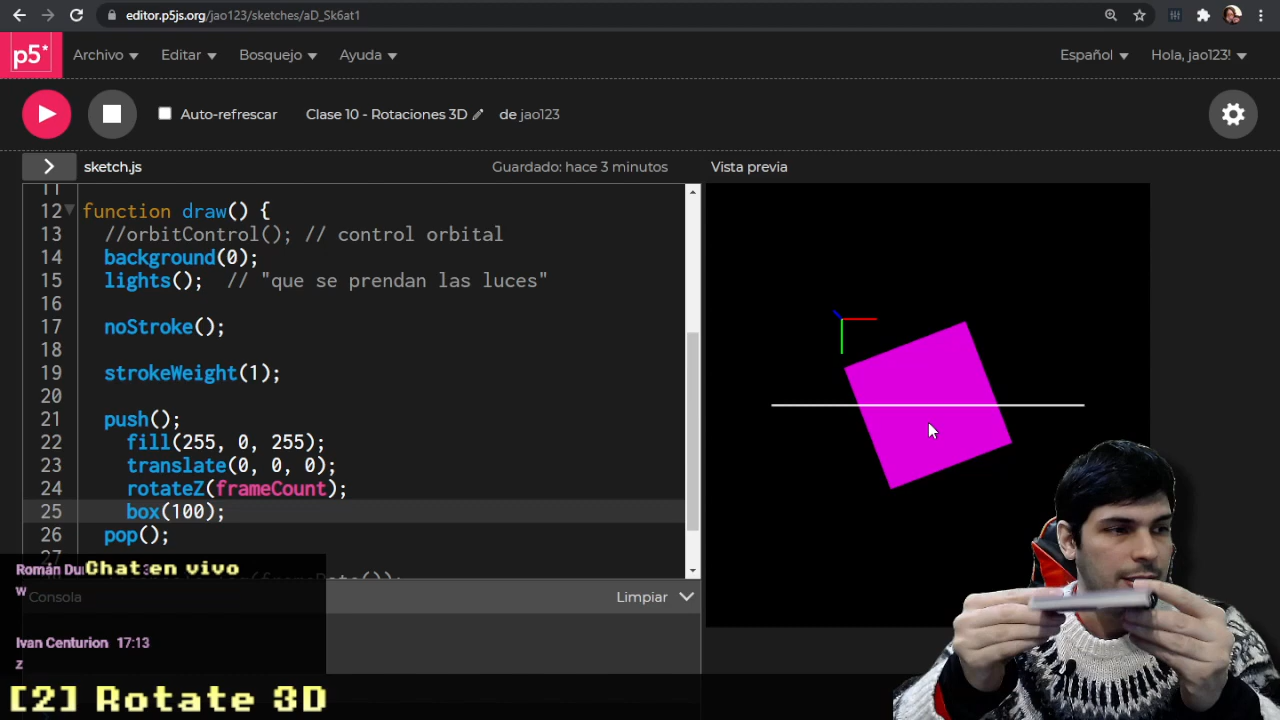 editor.p5js.org/jao123/sketches/aD_Sk6at1
p5*
Archivo
Editar
Bosquejo
Ayuda
Español
Hola, jao123!
Auto-refrescar
Clase 10 - Rotaciones 3D
de jao123
sketch.js
Guardado: hace 3 minutos
Vista previa
11
12 function draw() {
13 //orbitControl(); // control orbital
14 background(0);
15 lights(); // "que se prendan las luces"
16
17 noStroke();
18
19 strokeWeight(1);
20
21 push();
22 fill(255, 0, 255);
23 translate(0, 0, 0);
24 rotateZ(frameCount);
25 box(100);
26 pop();
Román
Chat en vivo
w
Consola
Limpiar
Ivan Centurion 17:13
z
[2] Rotate 3D